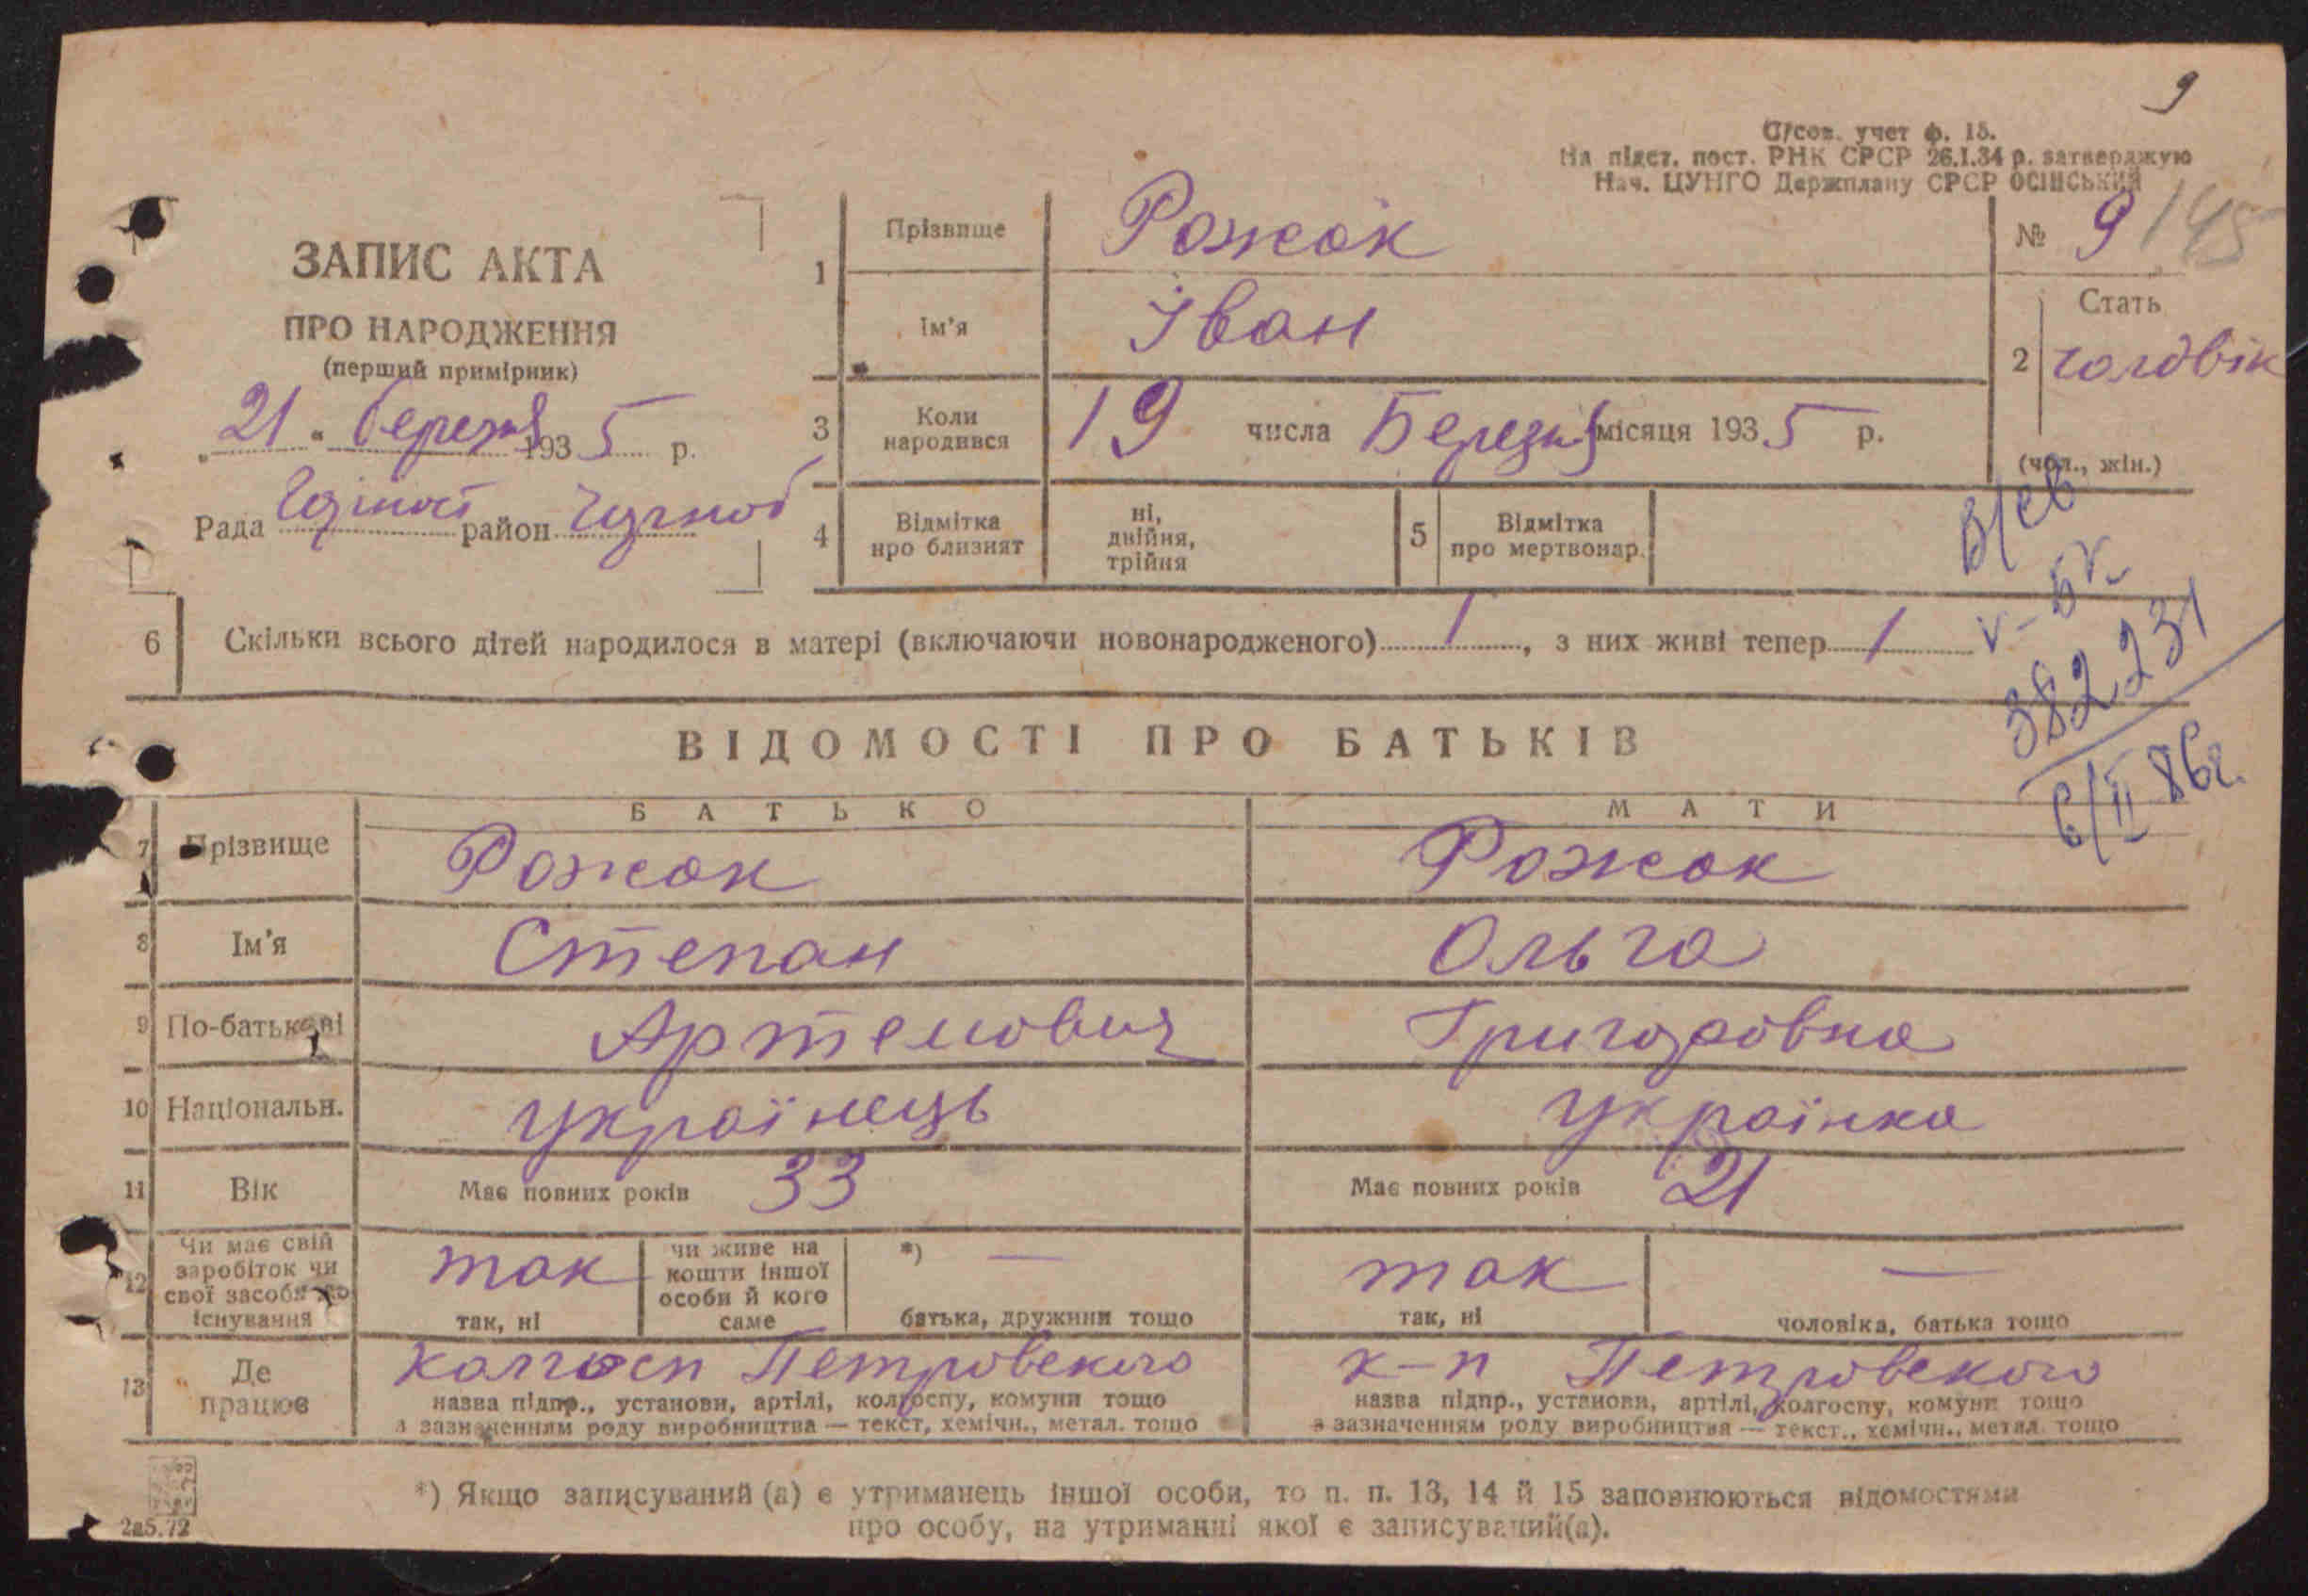 9
С/сов. учет ф. 15.
На підст. пост. РНК СРСР 26.I.34 р. затверджую
Нач. ЦУНГО Держплану СРСР ОСІНСЬКИЙ
ЗАПИС АКТА
ПРО НАРОДЖЕННЯ
(перший примірник)
„21“ березня 1935 р.
Рада район
1 Прізвище Рожок
Ім'я Іван
№ 9/145
2 Стать чоловік
(чол., жін.)
3 Коли народився 19 числа Березня місяця 1935 р.
4 Відмітка про близнят ні, двійня, трійня
5 Відмітка про мертвонар.
6 Скільки всього дітей народилося в матері (включаючи новонародженого) 1, з них живі тепер 1
382231
6/II 86г.
ВІДОМОСТІ ПРО БАТЬКІВ
БАТЬКО МАТИ
7 Прізвище Рожок Рожок
8 Ім'я Степан Ольга
9 По-батькові Артемович Григоровна
10 Національн. Українець Українка
11 Вік Має повних років 33 Має повних років 21
12 Чи має свій заробіток чи свої засоби до існування так так, ні чи живе на кошти іншої особи й кого саме *) — батька, дружини тощо так так, ні — чоловіка, батька тощо
13 Де працює колгосп Петровского к-п Петровского
назва підпр., установи, артілі, колгоспу, комуни тощо назва підпр., установи, артілі, колгоспу, комуни тощо
з зазначенням роду виробництва — текст, хемічн., метал. тощо з зазначенням роду виробництва — текст., хемічн., метал. тощо
*) Якщо записуваний (а) є утриманець іншої особи, то п. п. 13, 14 й 15 заповнюються відомостями
про особу, на утриманні якої є записуваний(а).